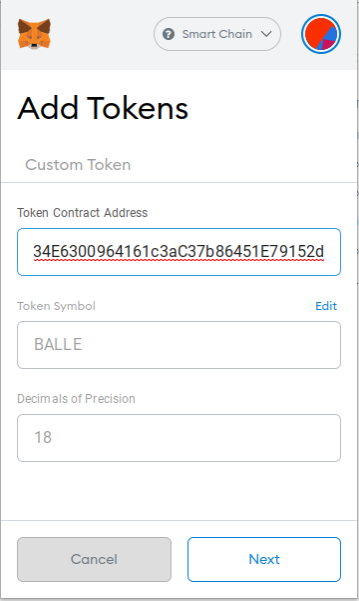 Smart Chain
Add Tokens
Custom Token
Token Contract Address
34E6300964161c3aC37b86451E79152d
Token Symbol Edit
BALLE
Decimals of Precision
18
Cancel Next